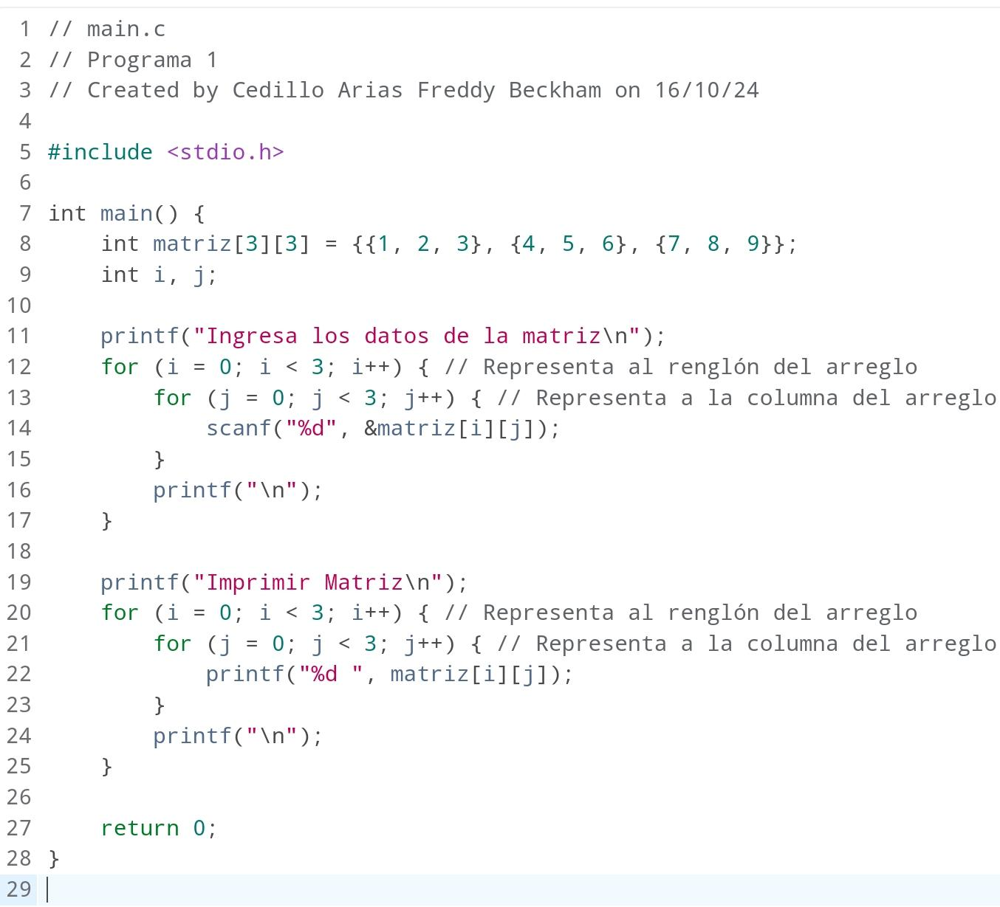 1 // main.c
2 // Programa 1
3 // Created by Cedillo Arias Freddy Beckham on 16/10/24
4
5 #include <stdio.h>
6
7 int main() {
8     int matriz[3][3] = {{1, 2, 3}, {4, 5, 6}, {7, 8, 9}};
9     int i, j;
10
11     printf("Ingresa los datos de la matriz\n");
12     for (i = 0; i < 3; i++) { // Representa al renglón del arreglo
13         for (j = 0; j < 3; j++) { // Representa a la columna del arreglo
14             scanf("%d", &matriz[i][j]);
15         }
16         printf("\n");
17     }
18
19     printf("Imprimir Matriz\n");
20     for (i = 0; i < 3; i++) { // Representa al renglón del arreglo
21         for (j = 0; j < 3; j++) { // Representa a la columna del arreglo
22             printf("%d ", matriz[i][j]);
23         }
24         printf("\n");
25     }
26
27     return 0;
28 }
29